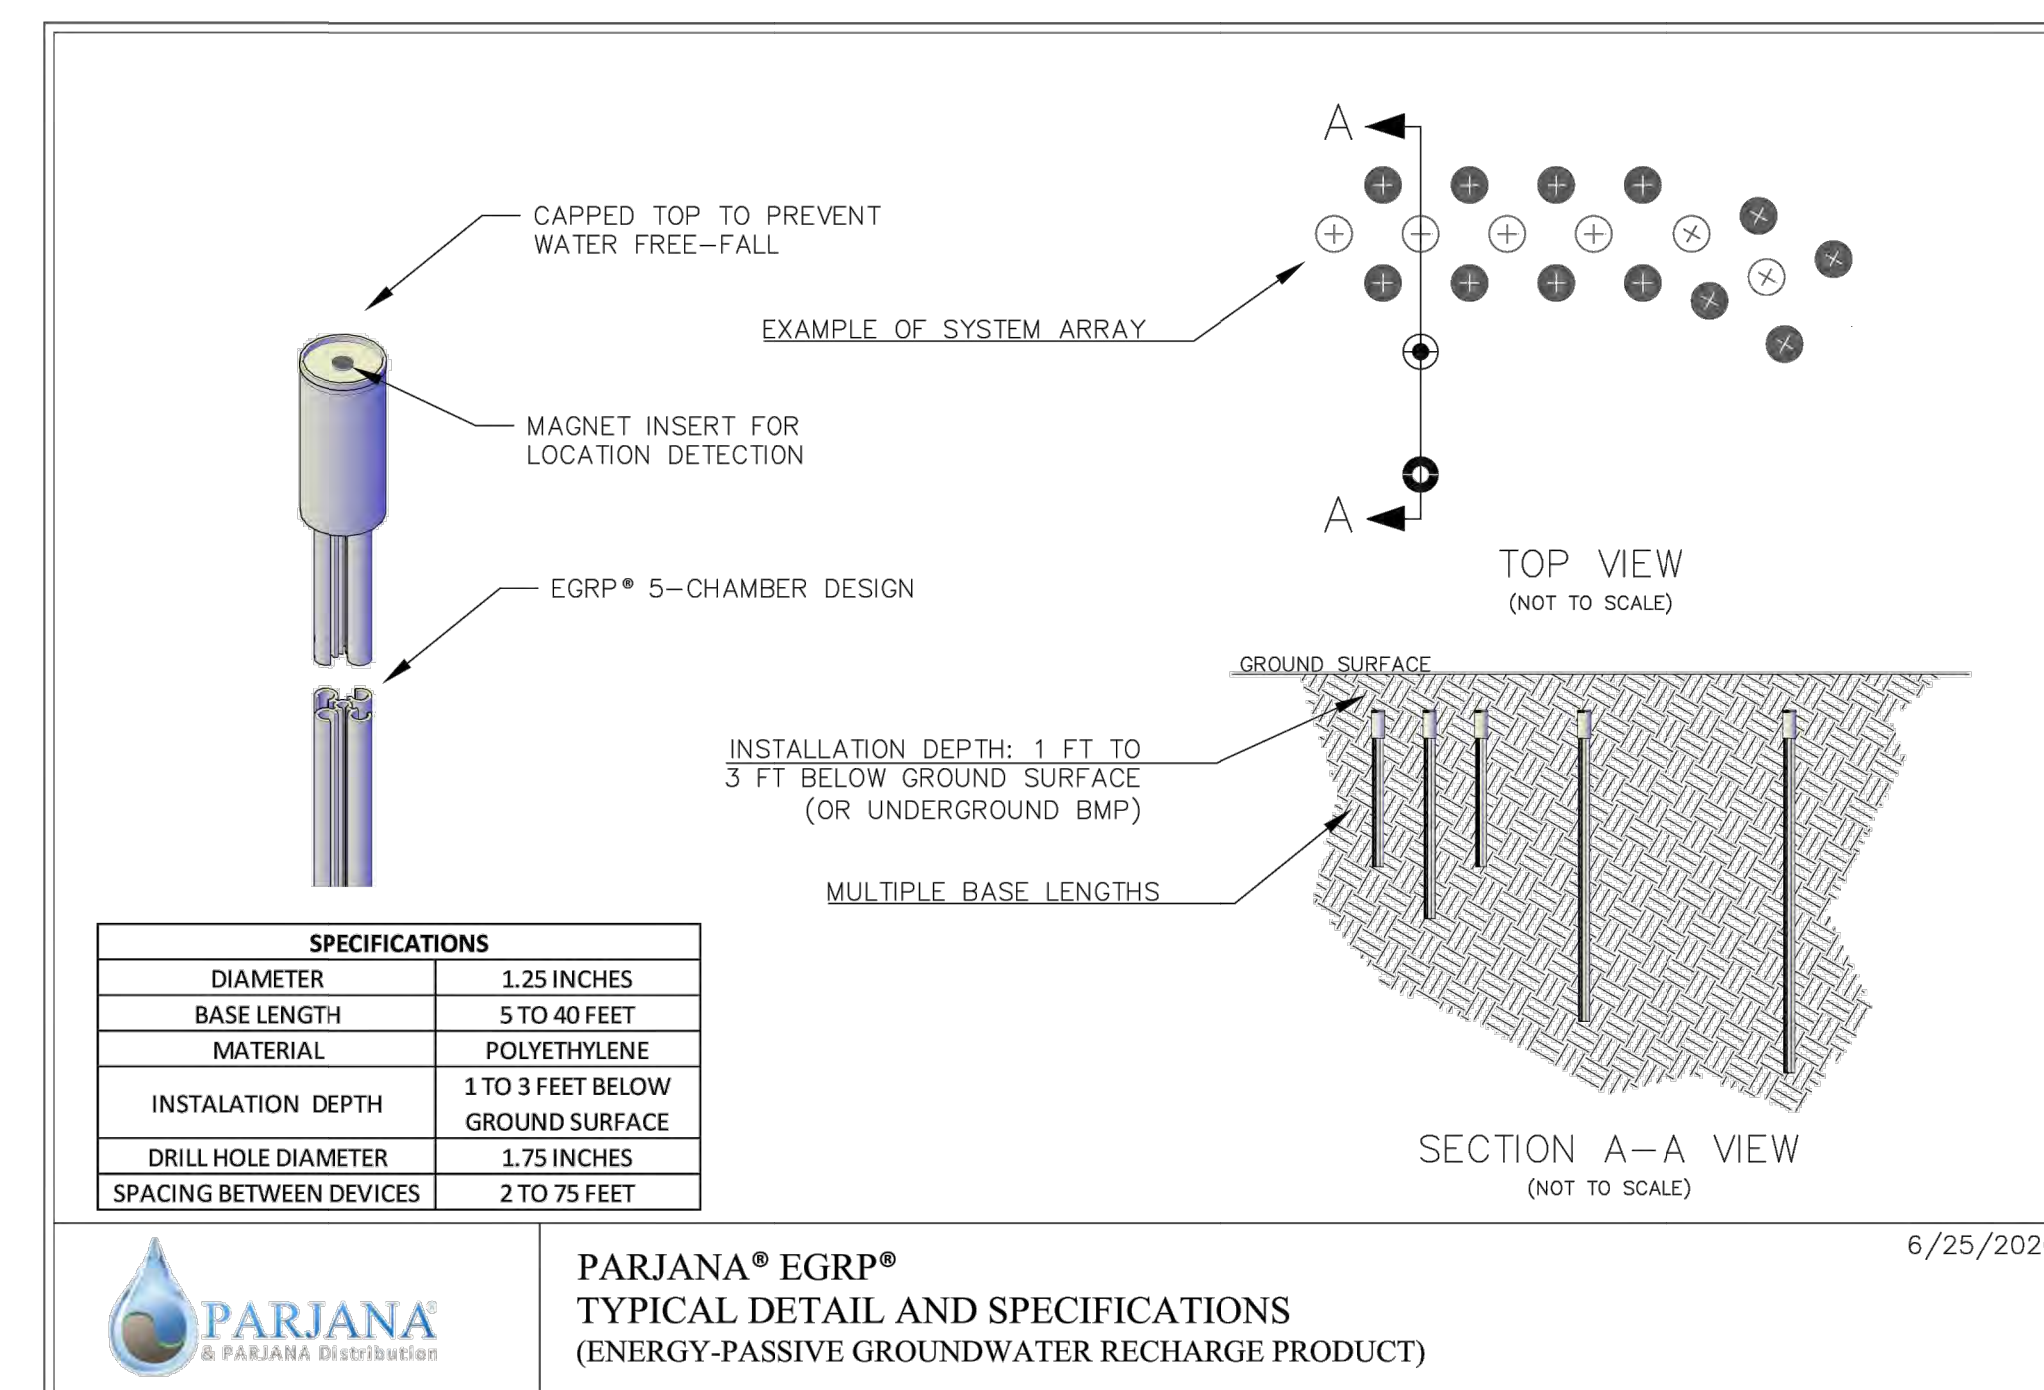 A
CAPPED TOP TO PREVENT
WATER FREE–FALL
EXAMPLE OF SYSTEM ARRAY
MAGNET INSERT FOR
LOCATION DETECTION
A
TOP VIEW
(NOT TO SCALE)
EGRP® 5–CHAMBER DESIGN
GROUND SURFACE
INSTALLATION DEPTH: 1 FT TO
3 FT BELOW GROUND SURFACE
(OR UNDERGROUND BMP)
MULTIPLE BASE LENGTHS
SECTION A–A VIEW
(NOT TO SCALE)
SPECIFICATIONS
DIAMETER 1.25 INCHES
BASE LENGTH 5 TO 40 FEET
MATERIAL POLYETHYLENE
INSTALATION DEPTH 1 TO 3 FEET BELOW
GROUND SURFACE
DRILL HOLE DIAMETER 1.75 INCHES
SPACING BETWEEN DEVICES 2 TO 75 FEET
PARJANA®
& PARJANA Distribution
PARJANA® EGRP®
TYPICAL DETAIL AND SPECIFICATIONS
(ENERGY-PASSIVE GROUNDWATER RECHARGE PRODUCT)